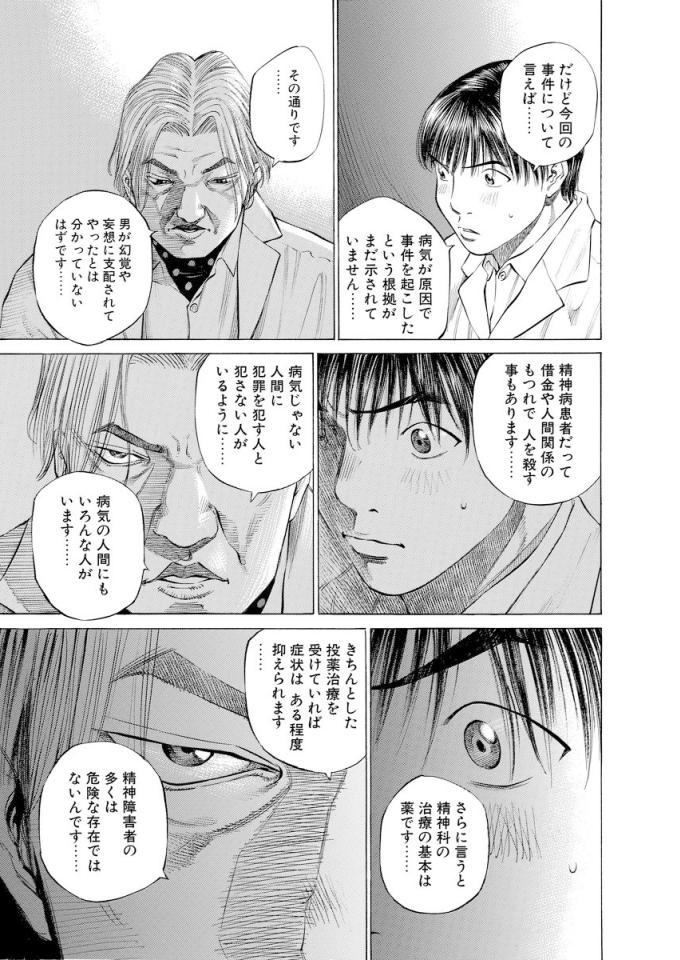 だけど今回の
事件について
言えば……
病気が原因で
事件を起こした
という根拠が
まだ示されて
いません……
その通りです
……
男が幻覚や
妄想に支配されて
やったとは
分かっていない
はずです……
精神病患者だって
借金や人間関係の
もつれで 人を殺す
事もあります……
病気じゃない
人間に
犯罪を犯す人と
犯さない人が
いるように……
病気の人間にも
いろんな人が
います……
さらに言うと
精神科の
治療の基本は
薬です……
きちんとした
投薬治療を
受けていれば
症状は ある程度
抑えられます
……
精神障害者の
多くは
危険な存在では
ないんです……